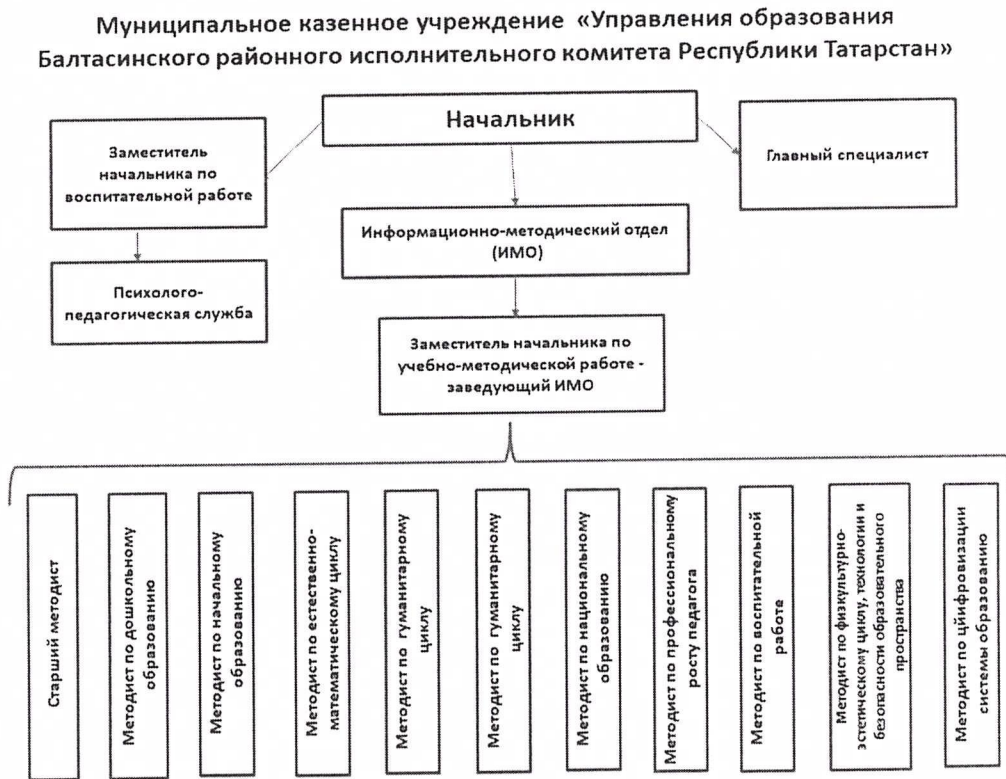 Муниципальное казенное учреждение «Управления образования
Балтасинского районного исполнительного комитета Республики Татарстан»
Начальник
Заместитель
начальника по
воспитательной работе
Главный специалист
Информационно-методический отдел
(ИМО)
Психолого-
педагогическая служба
Заместитель начальника по
учебно-методической работе -
заведующий ИМО
Старший методист
Методист по дошкольному
образованию
Методист по начальному
образованию
Методист по естественно-
математическому циклу
Методист по гуманитарному
циклу
Методист по гуманитарному
циклу
Методист по национальному
образованию
Методист по профессиональному
росту педагога
Методист по воспитательной
работе
Методист по физкультурно-
эстетическому циклу, технологии и
безопасности образовательного
пространства
Методист по цйифровизации
системы образованию